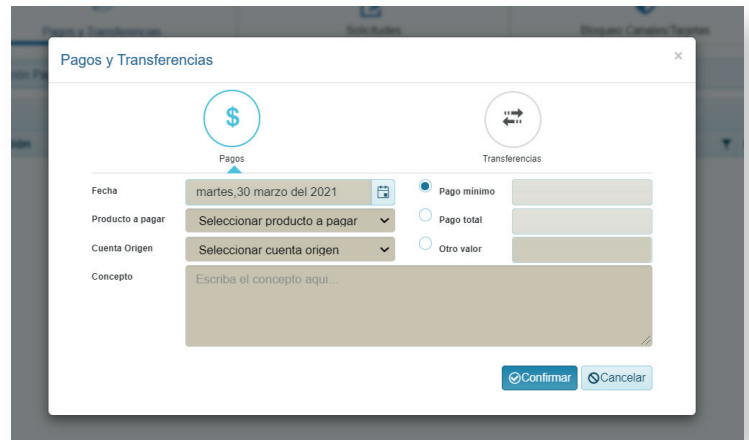 Pagos y Transferencias
Solicitudes
Bloqueo Canales/Tarjetas
Pagos y Transferencias
×
$
Pagos
Transferencias
Fecha
martes,30 marzo del 2021
Pago mínimo
Producto a pagar
Seleccionar producto a pagar
Pago total
Cuenta Origen
Seleccionar cuenta origen
Otro valor
Concepto
Escriba el concepto aqui...
Confirmar
Cancelar